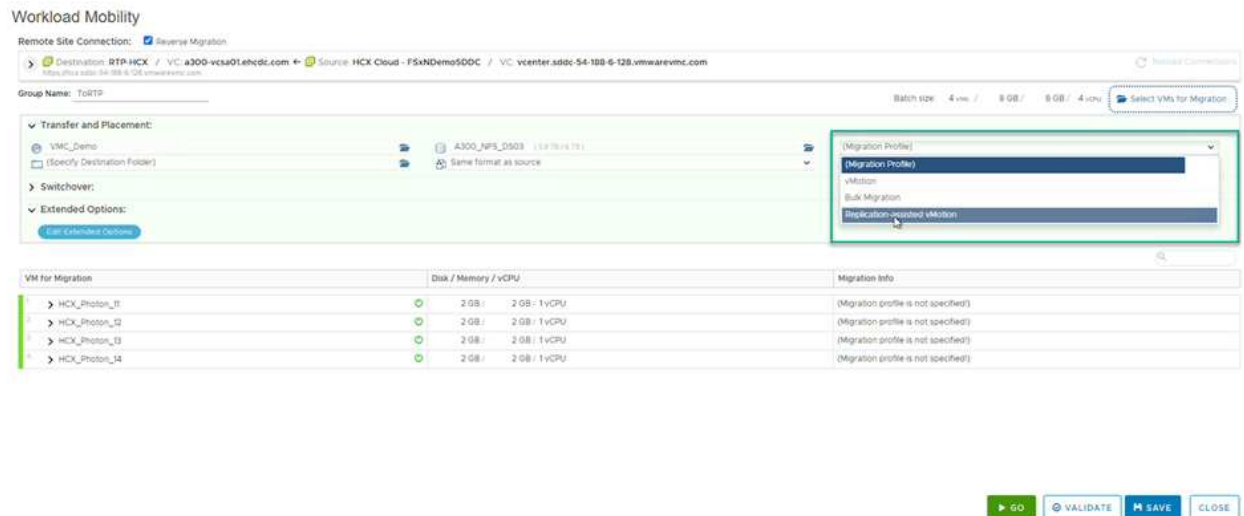 Workload Mobility
Remote Site Connection: Reverse Migration
Destination: RTP-HCX / VC: a300-vcsa01.ehcdc.com ← Source: HCX Cloud - FSxNDemoSDDC / VC: vcenter.sddc-54-188-6-128.vmwarevmc.com
Reload Connections
Group Name: ToRTP
Batch size: 4 VMs / 8 GB / 8 GB / 4 vCPU Select VMs for Migration
Transfer and Placement:
VMC_Demo A300_NFS_DS03 (Migration Profile)
(Specify Destination Folder) Same format as source (Migration Profile)
vMotion
Switchover:
Bulk Migration
Extended Options: Replication-assisted vMotion
Edit Extended Options
VM for Migration Disk / Memory / vCPU Migration Info
1 HCX_Photon_11 2 GB / 2 GB / 1 vCPU (Migration profile is not specified!)
2 HCX_Photon_12 2 GB / 2 GB / 1 vCPU (Migration profile is not specified!)
3 HCX_Photon_13 2 GB / 2 GB / 1 vCPU (Migration profile is not specified!)
4 HCX_Photon_14 2 GB / 2 GB / 1 vCPU (Migration profile is not specified!)
GO VALIDATE SAVE CLOSE